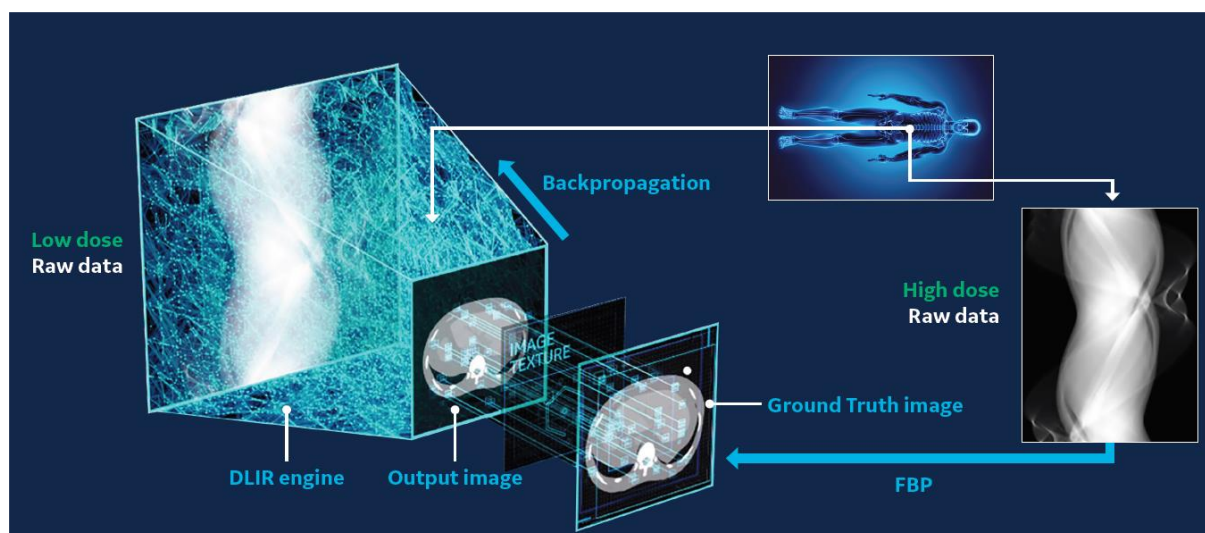 Backpropagation
Low dose
Raw data
High dose
Raw data
IMAGE
TEXTURE
Ground Truth image
DLIR engine
Output image
FBP